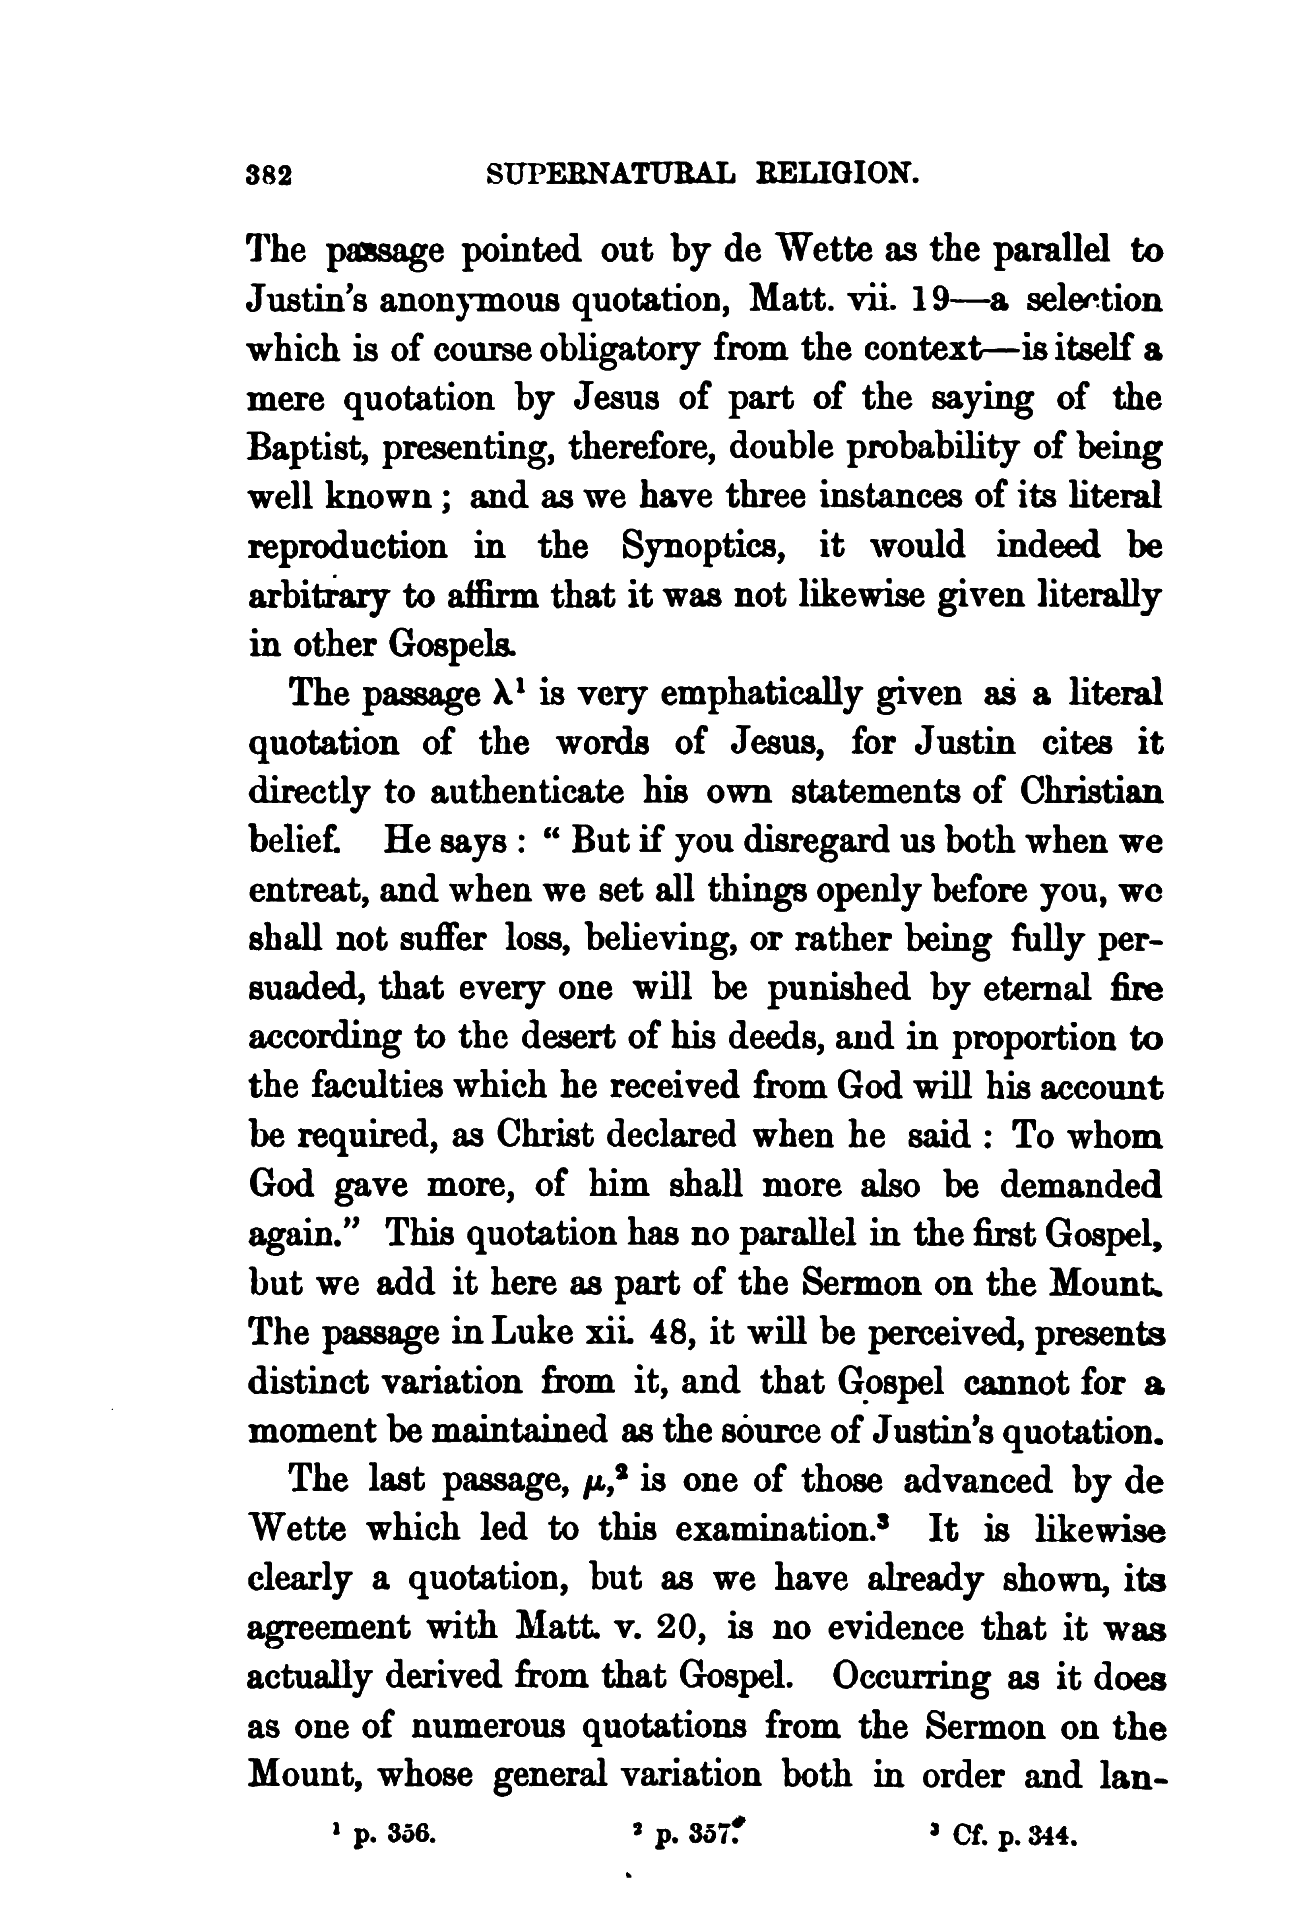 382 SUPERNATURAL RELIGION.
The passage pointed out by de Wette as the parallel to
Justin's anonymous quotation, Matt. vii. 19—a selection
which is of course obligatory from the context—is itself a
mere quotation by Jesus of part of the saying of the
Baptist, presenting, therefore, double probability of being
well known ; and as we have three instances of its literal
reproduction in the Synoptics, it would indeed be
arbitrary to affirm that it was not likewise given literally
in other Gospels.
The passage λ¹ is very emphatically given as a literal
quotation of the words of Jesus, for Justin cites it
directly to authenticate his own statements of Christian
belief. He says : “ But if you disregard us both when we
entreat, and when we set all things openly before you, we
shall not suffer loss, believing, or rather being fully per-
suaded, that every one will be punished by eternal fire
according to the desert of his deeds, and in proportion to
the faculties which he received from God will his account
be required, as Christ declared when he said : To whom
God gave more, of him shall more also be demanded
again.” This quotation has no parallel in the first Gospel,
but we add it here as part of the Sermon on the Mount.
The passage in Luke xii. 48, it will be perceived, presents
distinct variation from it, and that Gospel cannot for a
moment be maintained as the source of Justin's quotation.
The last passage, μ,² is one of those advanced by de
Wette which led to this examination.³ It is likewise
clearly a quotation, but as we have already shown, its
agreement with Matt. v. 20, is no evidence that it was
actually derived from that Gospel. Occurring as it does
as one of numerous quotations from the Sermon on the
Mount, whose general variation both in order and lan-
¹ p. 356. ² p. 357. ³ Cf. p. 344.